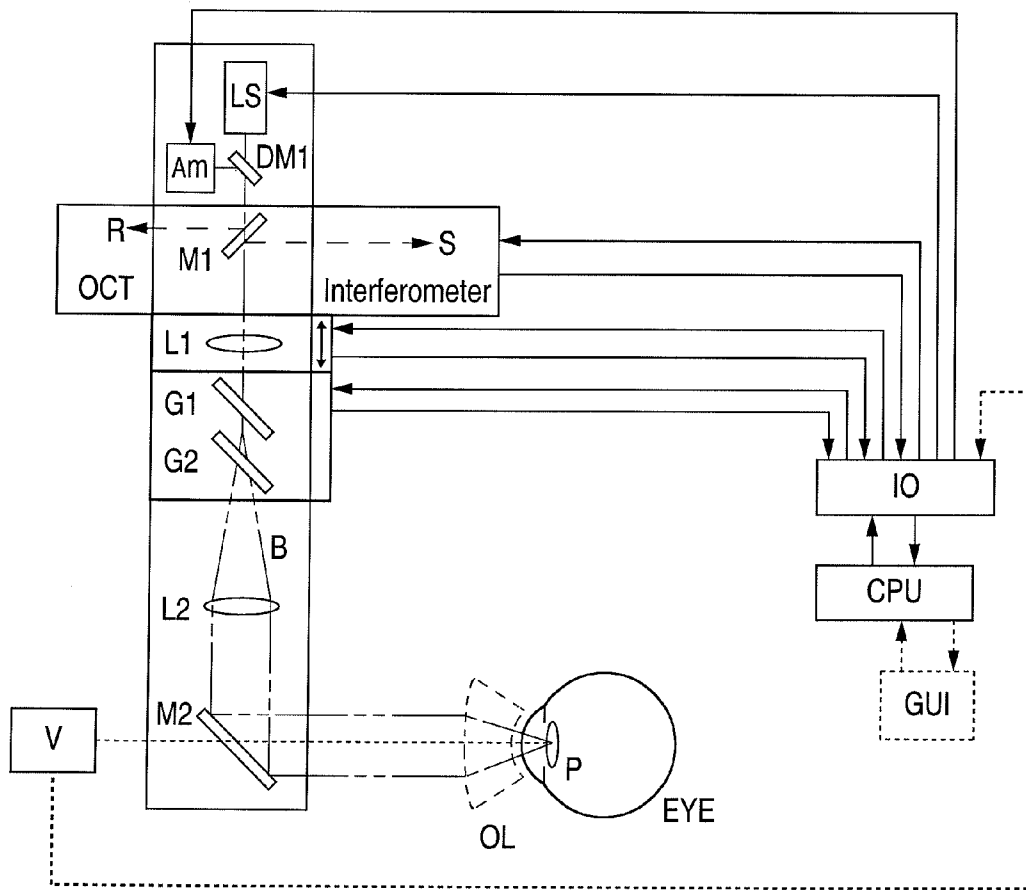 LS
Am
DM1
R
M1
S
OCT
Interferometer
L1
G1
G2
IO
B
CPU
L2
GUI
M2
V
P
EYE
OL